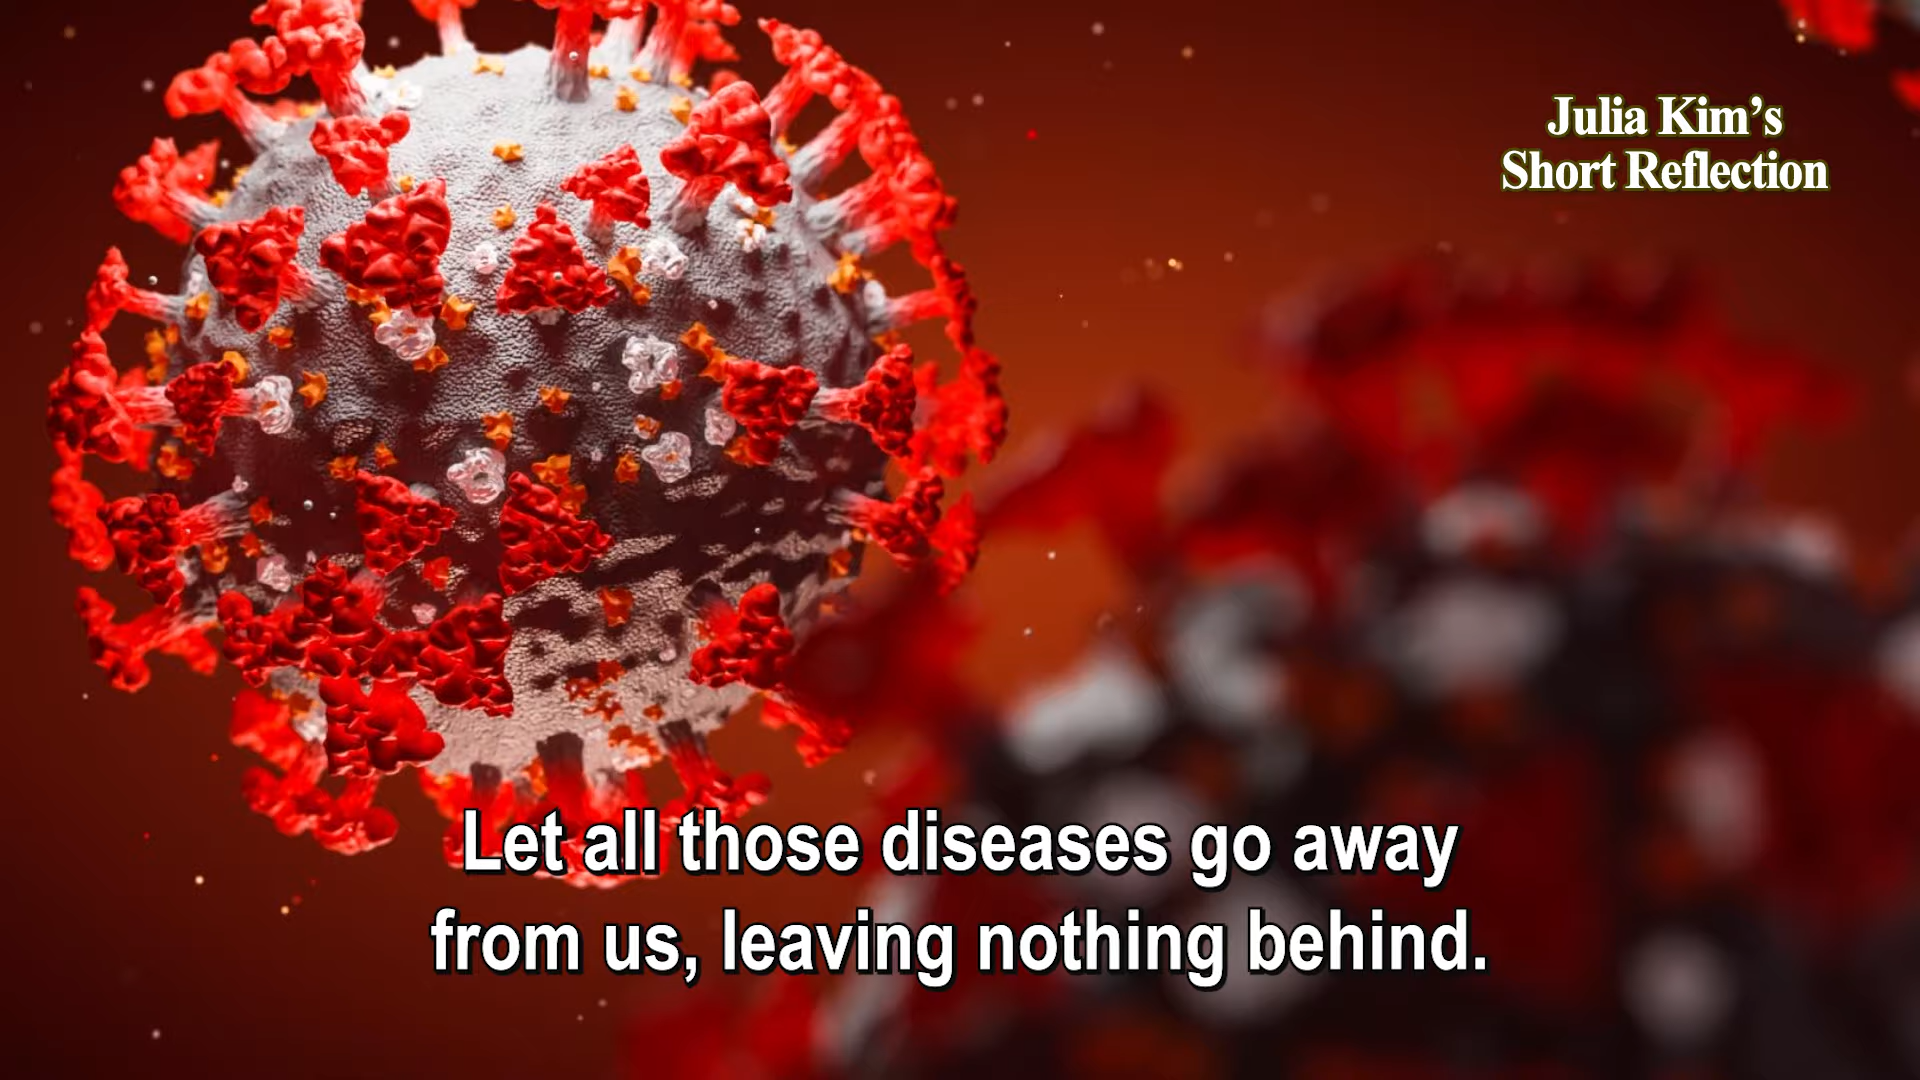 Julia Kim’s
Short Reflection
Let all those diseases go away
from us, leaving nothing behind.